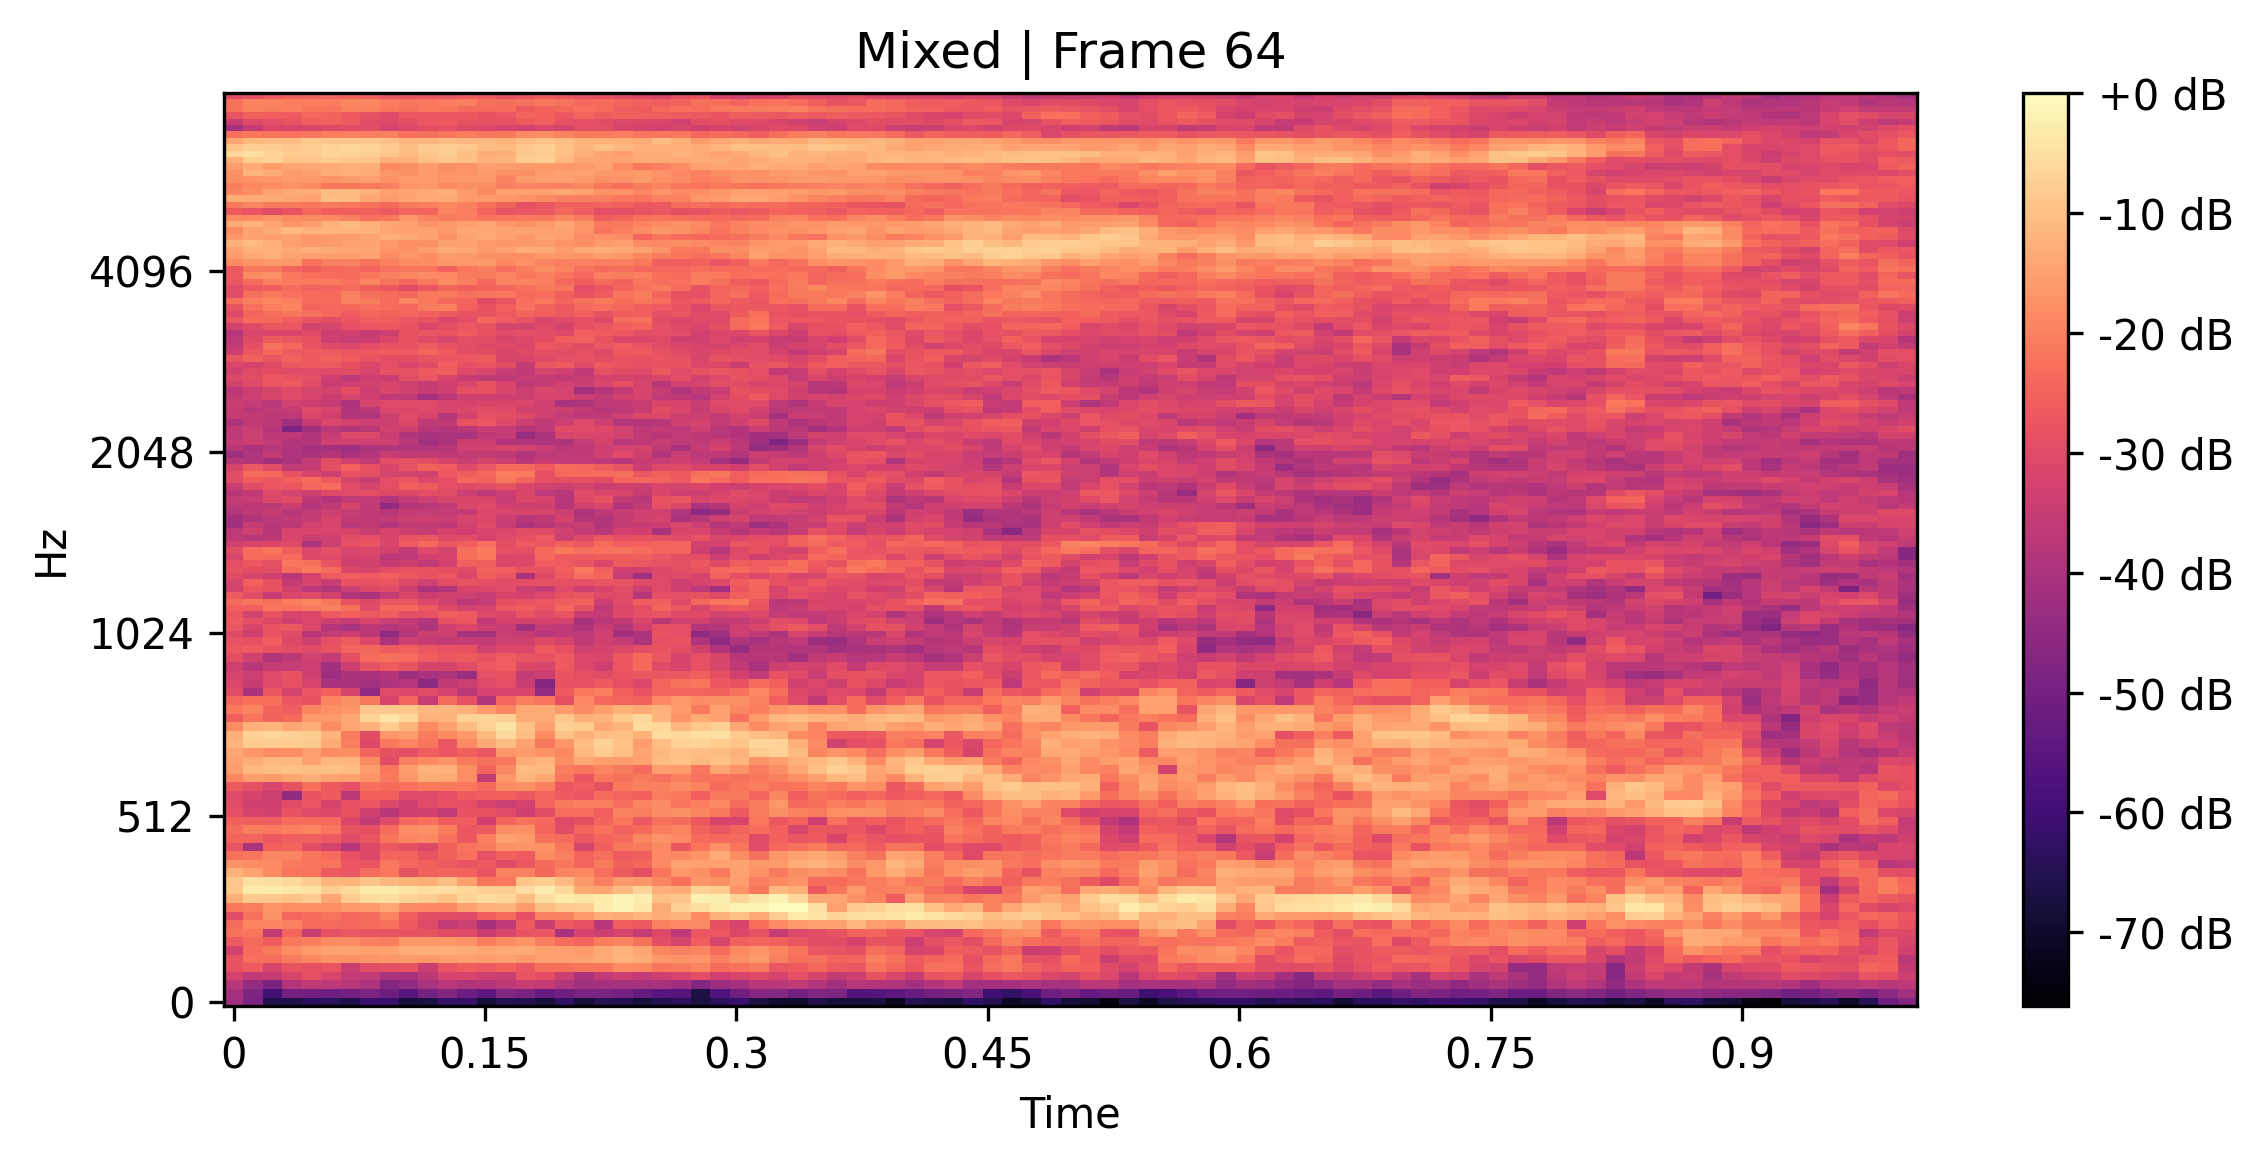 Mixed | Frame 64
Hz
4096
2048
1024
512
0
0 0.15 0.3 0.45 0.6 0.75 0.9
Time
+0 dB
-10 dB
-20 dB
-30 dB
-40 dB
-50 dB
-60 dB
-70 dB